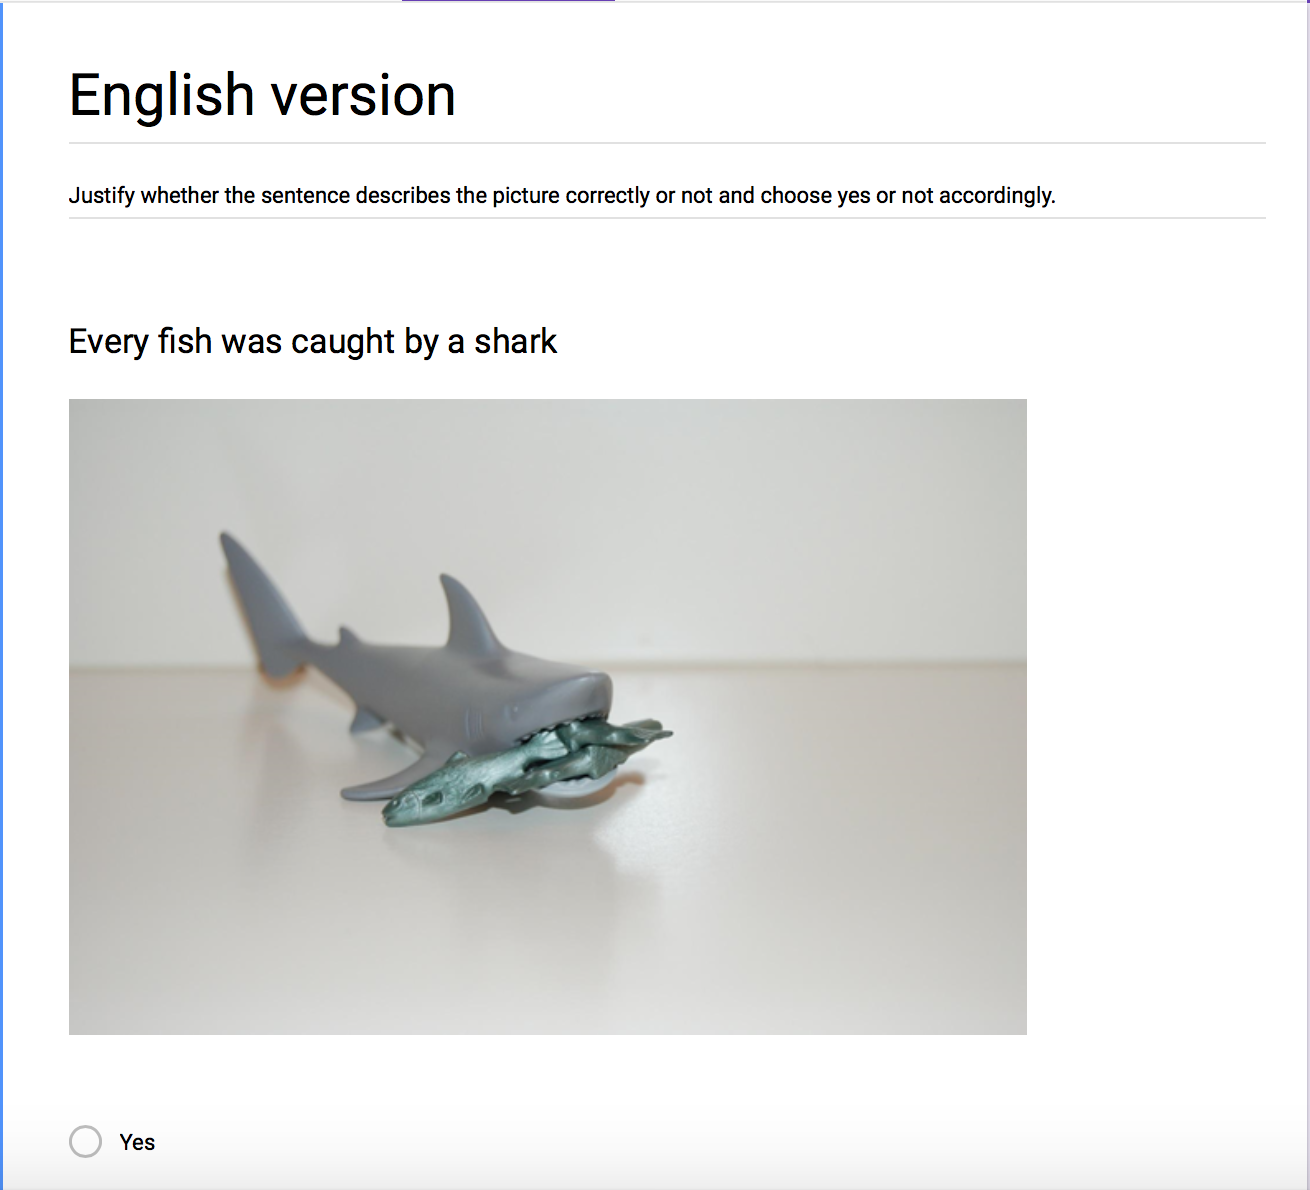 English version
Justify whether the sentence describes the picture correctly or not and choose yes or not accordingly.
Every fish was caught by a shark
Yes